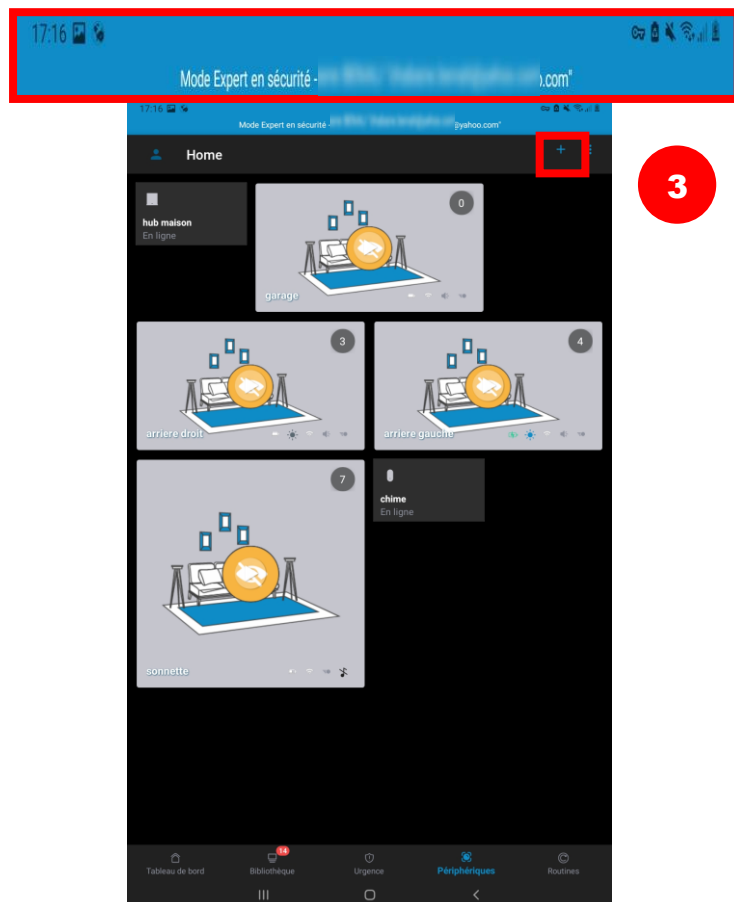 17:16
Mode Expert en sécurité - .com"
17:16
Mode Expert en sécurité - @yahoo.com"
Home
+
3
hub maison
En ligne
0
garage
3
arrière droit
4
arrière gauche
7
sonnette
chime
En ligne
14
Tableau de bord
Bibliothèque
Urgence
Périphériques
Routines